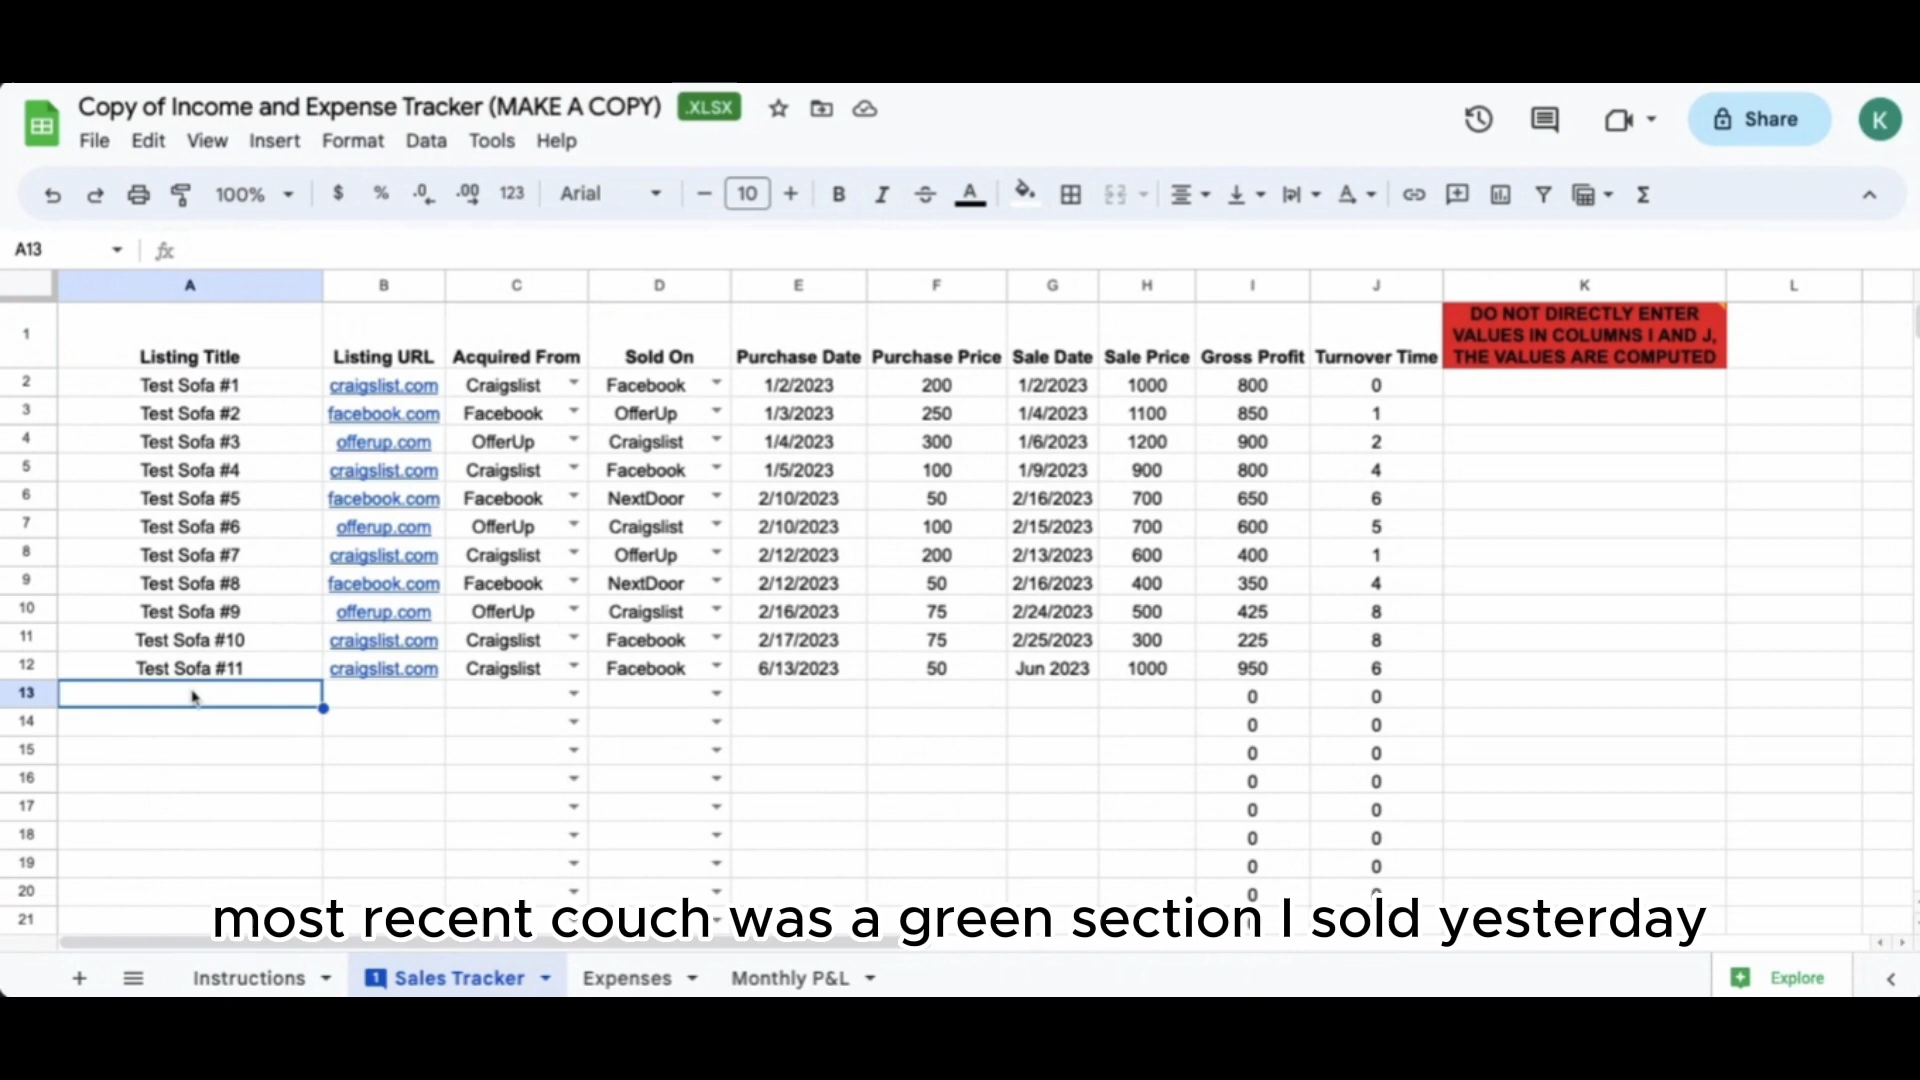 Copy of Income and Expense Tracker (MAKE A COPY) .XLSX
File Edit View Insert Format Data Tools Help
Share
K
100% $ % .0 .00 123 Arial 10 B I A
A13 fx
A B C D E F G H I J K L
1 Listing Title Listing URL Acquired From Sold On Purchase Date Purchase Price Sale Date Sale Price Gross Profit Turnover Time
DO NOT DIRECTLY ENTER
VALUES IN COLUMNS I AND J,
THE VALUES ARE COMPUTED
2 Test Sofa #1 craigslist.com Craigslist Facebook 1/2/2023 200 1/2/2023 1000 800 0
3 Test Sofa #2 facebook.com Facebook OfferUp 1/3/2023 250 1/4/2023 1100 850 1
4 Test Sofa #3 offerup.com OfferUp Craigslist 1/4/2023 300 1/6/2023 1200 900 2
5 Test Sofa #4 craigslist.com Craigslist Facebook 1/5/2023 100 1/9/2023 900 800 4
6 Test Sofa #5 facebook.com Facebook NextDoor 2/10/2023 50 2/16/2023 700 650 6
7 Test Sofa #6 offerup.com OfferUp Craigslist 2/10/2023 100 2/15/2023 700 600 5
8 Test Sofa #7 craigslist.com Craigslist OfferUp 2/12/2023 200 2/13/2023 600 400 1
9 Test Sofa #8 facebook.com Facebook NextDoor 2/12/2023 50 2/16/2023 400 350 4
10 Test Sofa #9 offerup.com OfferUp Craigslist 2/16/2023 75 2/24/2023 500 425 8
11 Test Sofa #10 craigslist.com Craigslist Facebook 2/17/2023 75 2/25/2023 300 225 8
12 Test Sofa #11 craigslist.com Craigslist Facebook 6/13/2023 50 Jun 2023 1000 950 6
13 0 0
14 0 0
15 0 0
16 0 0
17 0 0
18 0 0
19 0 0
20 0 0
21
most recent couch was a green section I sold yesterday
Instructions 1 Sales Tracker Expenses Monthly P&L Explore